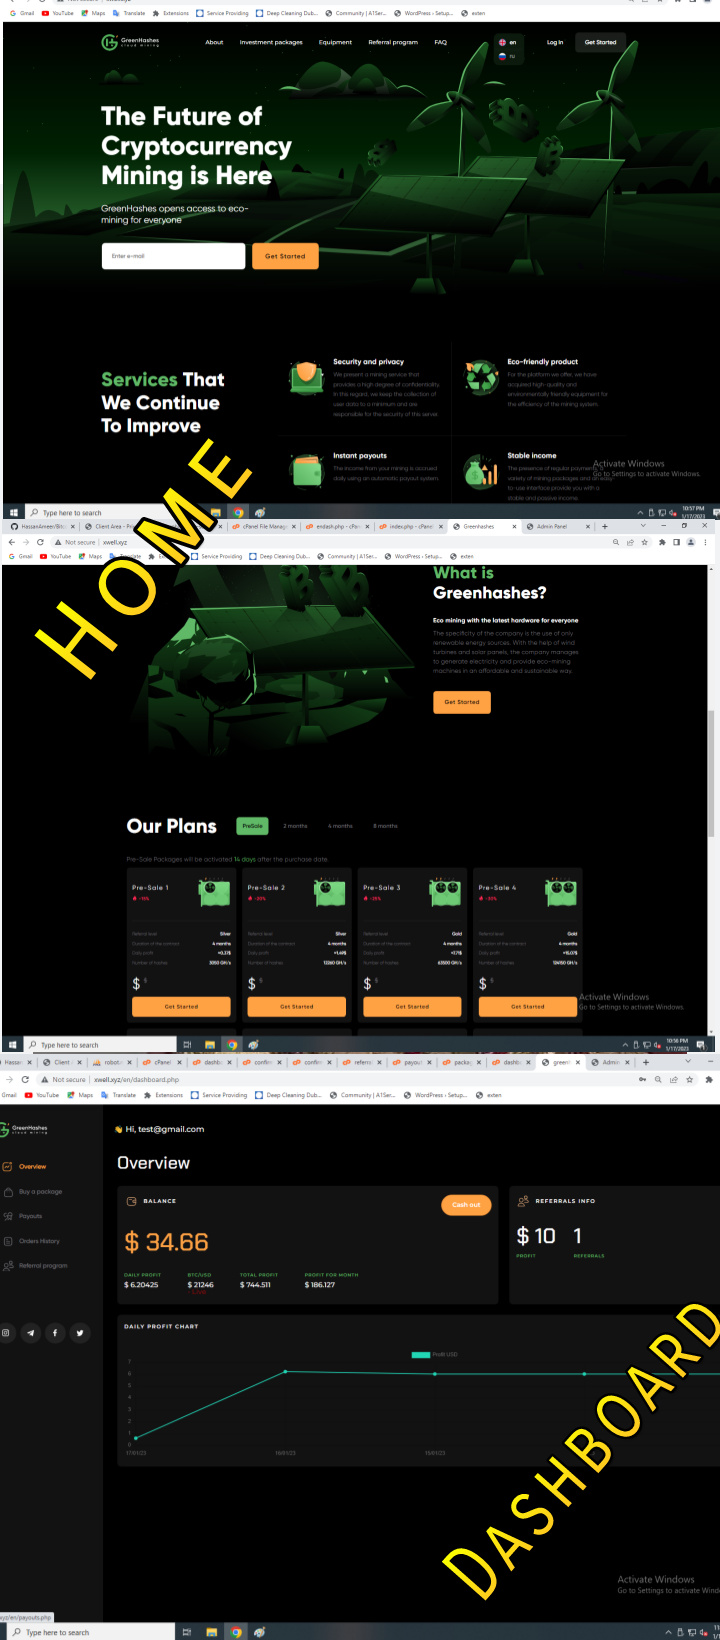 Gmail YouTube Maps Translate Extensions Service Providing Deep Cleaning Dub... Community | A1Ser... WordPress › Setup... exten
GreenHashes
cloud mining
About Investment packages Equipment Referral program FAQ en Log In Get Started
ru
The Future of
Cryptocurrency
Mining is Here
GreenHashes opens access to eco-
mining for everyone
Enter e-mail Get Started
Services That
We Continue
To Improve
Security and privacy
We present a mining service that
provides a high degree of confidentiality.
In this regard, we keep the collection of
user data to a minimum and are
responsible for the security of this server
Eco-friendly product
For the platform we offer, we have
acquired high-quality and
environmentally friendly equipment for
the efficiency of the mining system
Instant payouts
The income from your mining is accrued
daily using an automatic payout system
Stable income
The presence of regular payments, a
variety of mining packages and an easy-
to-use interface provide you with a
stable and passive income
Activate Windows
Go to Settings to activate Windows.
Type here to search
10:57 PM
1/17/2023
HOME
HassanAmeer/Bitc Client Area - Pri cPanel File Manag endash.php - cPan index.php - cPanel Greenhashes Admin Panel
Not secure | xwell.xyz
Gmail YouTube Maps Translate Service Providing Deep Cleaning Dub... Community | A1Ser... WordPress › Setup... exten
What is
Greenhashes?
Eco mining with the latest hardware for everyone
The specificity of the company is the use of only
renewable energy sources. With the help of wind
turbines and solar panels, the company manages
to generate electricity and provide eco-mining
machines in an affordable and sustainable way.
Get Started
Our Plans PreSale 2 months 4 months 8 months
Pre-Sale Packages will be activated 14 days after the purchase date
Pre-Sale 1 Pre-Sale 2 Pre-Sale 3 Pre-Sale 4
Referral level Silver Referral level Silver Referral level Gold Referral level Gold
Duration of the contract 4 months Duration of the contract 4 months Duration of the contract 4 months Duration of the contract 4 months
Daily profit Daily profit Daily profit Daily profit
Number of hashes Number of hashes Number of hashes Number of hashes
$ $ $ $
Get Started Get Started Get Started Get Started
Activate Windows
Go to Settings to activate Windows.
Type here to search
10:56 PM
1/17/2023
Hassan Client robot cPanel dashb confir confir referra payou packag dashb greenh Admin
Not secure | xwell.xyz/en/dashboard.php
Gmail YouTube Maps Translate Extensions Service Providing Deep Cleaning Dub... Community | A1Ser... WordPress › Setup... exten
GreenHashes
cloud mining
Hi, test@gmail.com
Overview
Overview
Buy a package
Payouts
Orders History
Referral program
BALANCE Cash out
$ 34.66
DAILY PROFIT BTC/USD TOTAL PROFIT PROFIT FOR MONTH
$ 6.20425 $ 21246 $ 744.511 $ 186.127
REFERRALS INFO
$ 10 1
PROFIT REFERRALS
DAILY PROFIT CHART
Profit USD
7
6
5
4
3
2
1
0
17/01/23 16/01/23 15/01/23
DASHBOARD
Activate Windows
Go to Settings to activate Wind
xyz/en/payouts.php
Type here to search